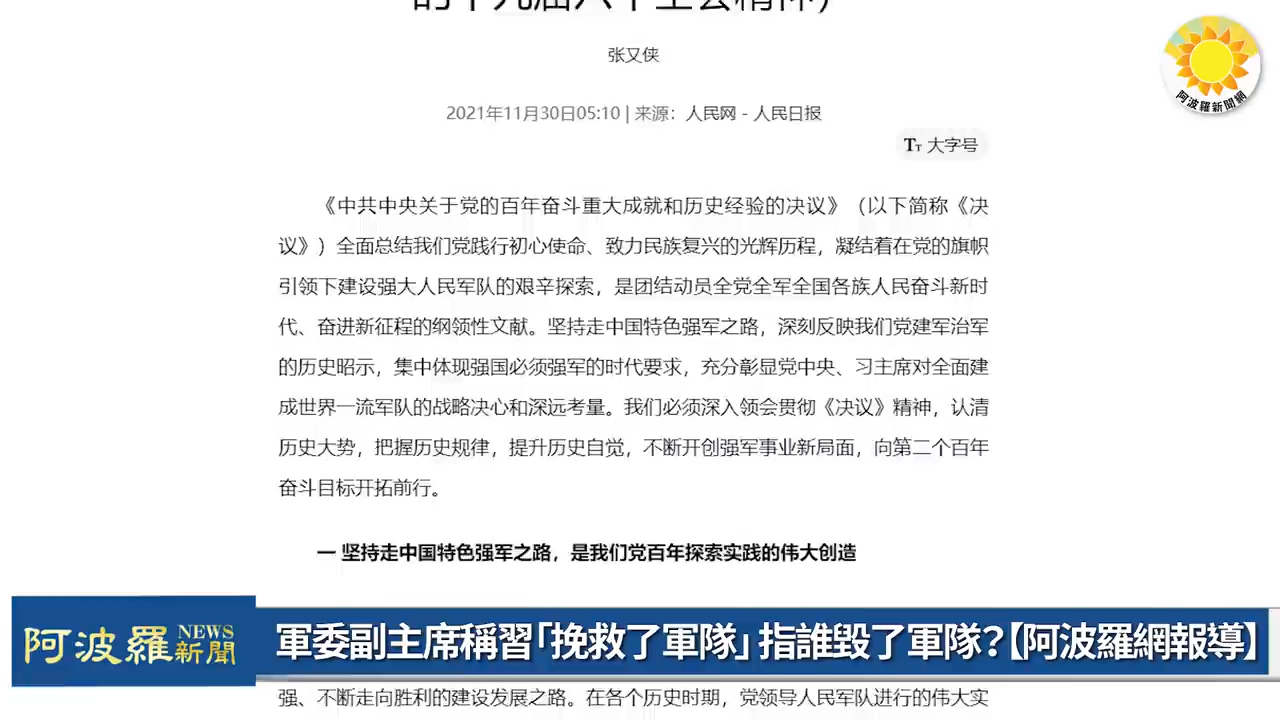 的十九届六中全会精神）
张又侠
2021年11月30日05:10 | 来源：人民网－人民日报
阿波羅新聞網
TT 大字号
《中共中央关于党的百年奋斗重大成就和历史经验的决议》（以下简称《决
议》）全面总结我们党践行初心使命、致力民族复兴的光辉历程，凝结着在党的旗帜
引领下建设强大人民军队的艰辛探索，是团结动员全党全军全国各族人民奋斗新时
代、奋进新征程的纲领性文献。坚持走中国特色强军之路，深刻反映我们党建军治军
的历史昭示，集中体现强国必须强军的时代要求，充分彰显党中央、习主席对全面建
成世界一流军队的战略决心和深远考量。我们必须深入领会贯彻《决议》精神，认清
历史大势，把握历史规律，提升历史自觉，不断开创强军事业新局面，向第二个百年
奋斗目标开拓前行。
一 坚持走中国特色强军之路，是我们党百年探索实践的伟大创造
阿波羅 NEWS 新聞
軍委副主席稱習「挽救了軍隊」指誰毀了軍隊？【阿波羅網報導】
强、不断走向胜利的建设发展之路。在各个历史时期，党领导人民军队进行的伟大实